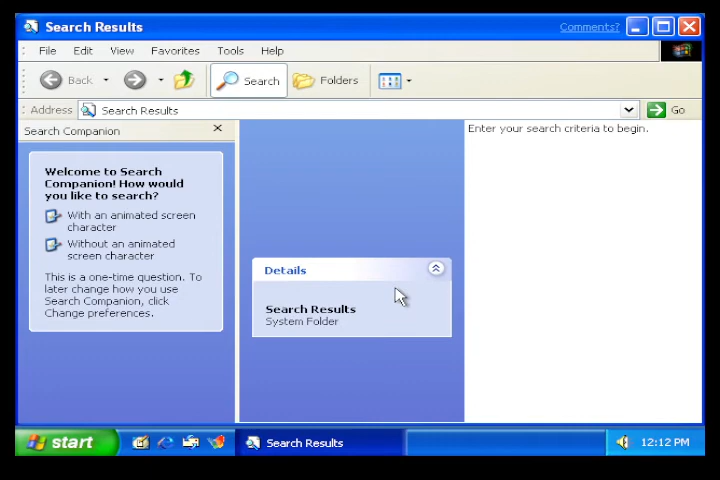 Search Results
Comments?
File Edit View Favorites Tools Help
Back Search Folders
Address Search Results Go
Search Companion
Welcome to Search
Companion! How would
you like to search?
With an animated screen
character
Without an animated
screen character
This is a one-time question. To
later change how you use
Search Companion, click
Change preferences.
Details
Search Results
System Folder
Enter your search criteria to begin.
start Search Results 12:12 PM